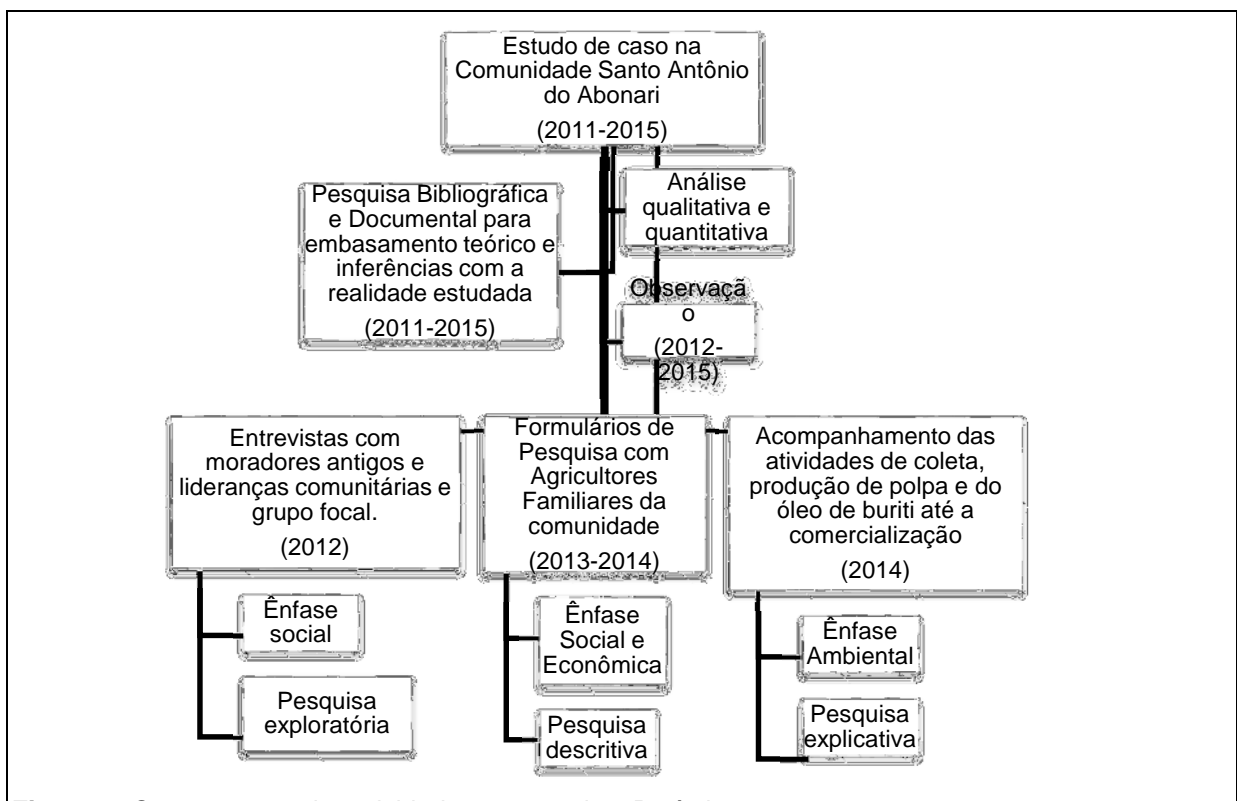 Estudo de caso na
Comunidade Santo Antônio
do Abonari
(2011-2015)
Pesquisa Bibliográfica
e Documental para
embasamento teórico e
inferências com a
realidade estudada
(2011-2015)
Análise
qualitativa e
quantitativa
Observaçã
o
(2012-
2015)
Entrevistas com
moradores antigos e
lideranças comunitárias e
grupo focal.
(2012)
Ênfase
social
Pesquisa
exploratória
Formulários de
Pesquisa com
Agricultores
Familiares da
comunidade
(2013-2014)
Ênfase
Social e
Econômica
Pesquisa
descritiva
Acompanhamento das
atividades de coleta,
produção de polpa e do
óleo de buriti até a
comercialização
(2014)
Ênfase
Ambiental
Pesquisa
explicativa